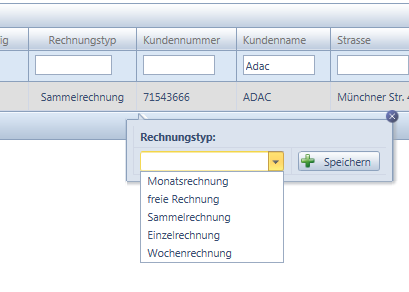 ig Rechnungstyp Kundennummer Kundenname Strasse
Adac
Sammelrechnung 71543666 ADAC Münchner Str. 4
Rechnungstyp:
Speichern
Monatsrechnung
freie Rechnung
Sammelrechnung
Einzelrechnung
Wochenrechnung